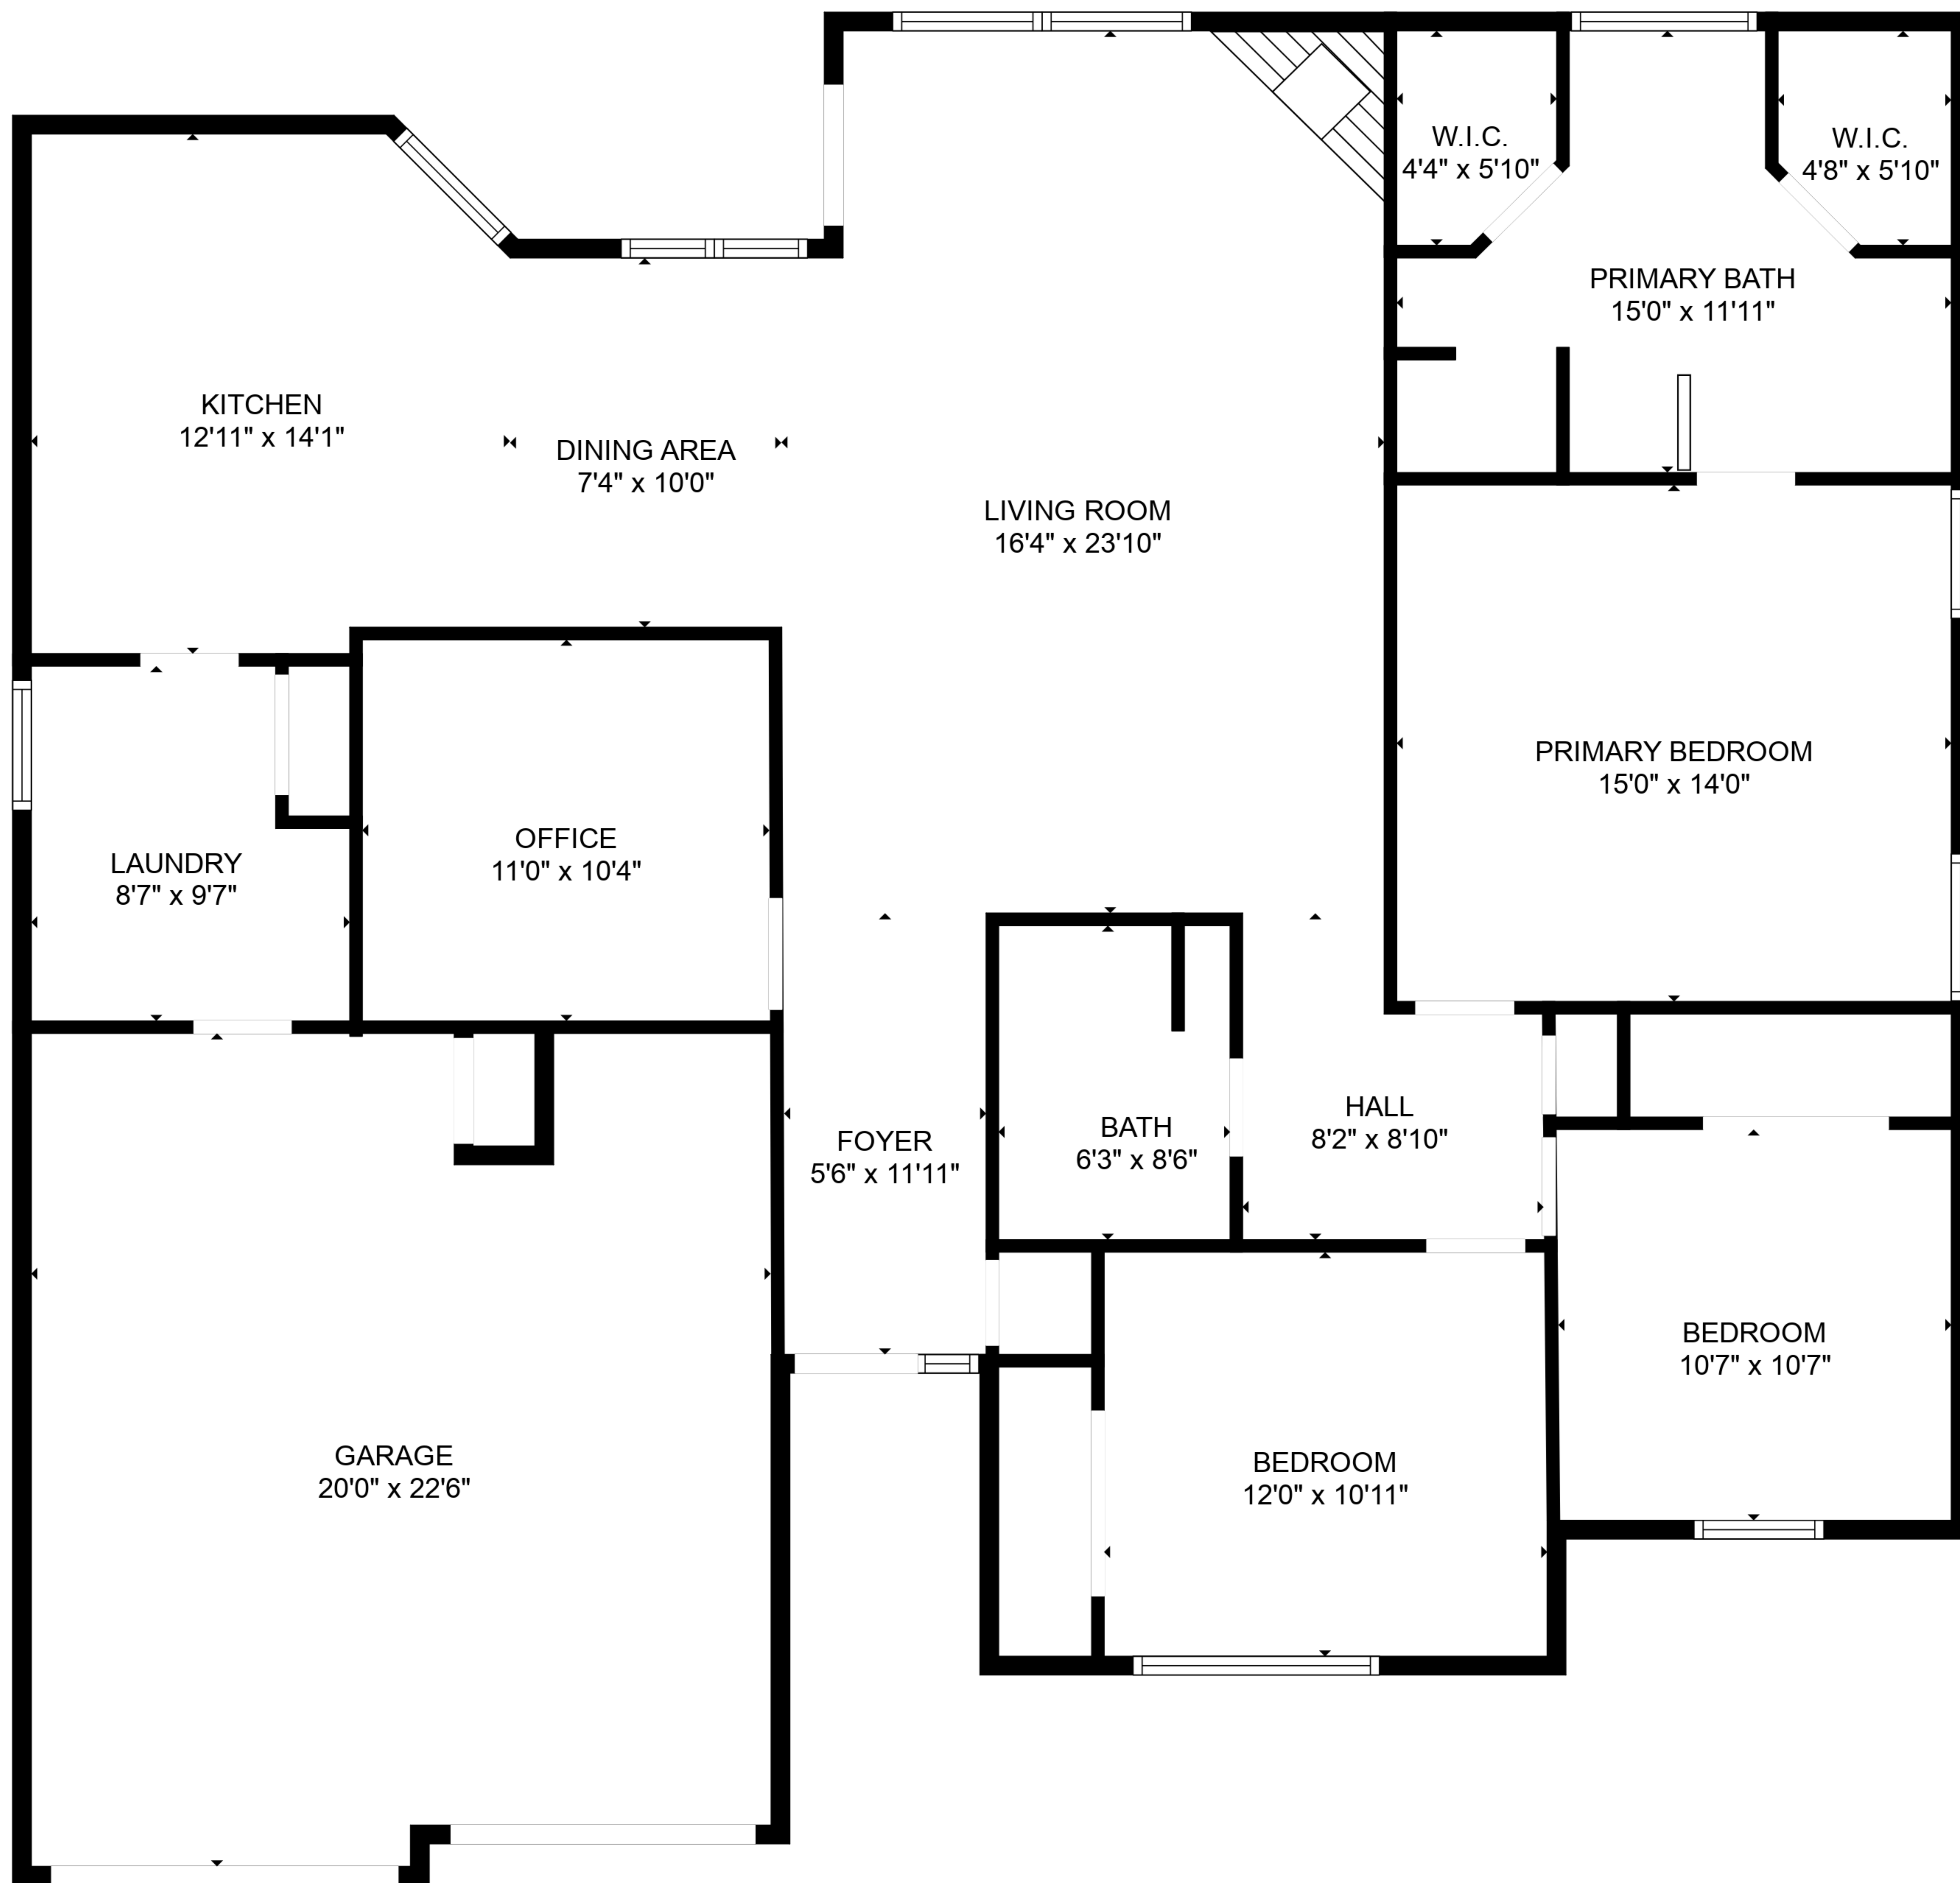 W.I.C.
4'4" x 5'10"
W.I.C.
4'8" x 5'10"
PRIMARY BATH
15'0" x 11'11"
KITCHEN
12'11" x 14'1"
DINING AREA
7'4" x 10'0"
LIVING ROOM
16'4" x 23'10"
PRIMARY BEDROOM
15'0" x 14'0"
OFFICE
11'0" x 10'4"
LAUNDRY
8'7" x 9'7"
HALL
8'2" x 8'10"
BATH
6'3" x 8'6"
FOYER
5'6" x 11'11"
BEDROOM
10'7" x 10'7"
GARAGE
20'0" x 22'6"
BEDROOM
12'0" x 10'11"